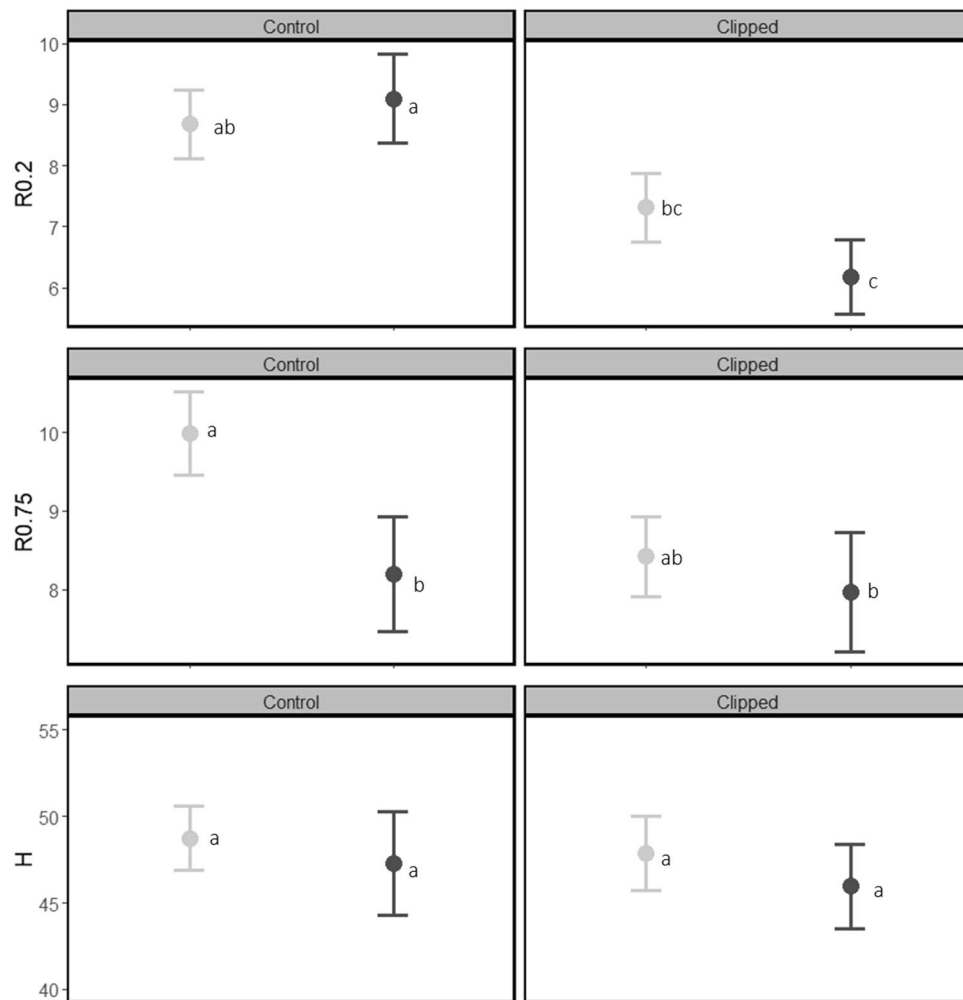 Control Clipped
10
9
8
7
6
R0.2
ab
a
bc
c
Control Clipped
10
9
8
R0.75
a
b
ab
b
Control Clipped
55
50
45
40
H
a
a
a
a